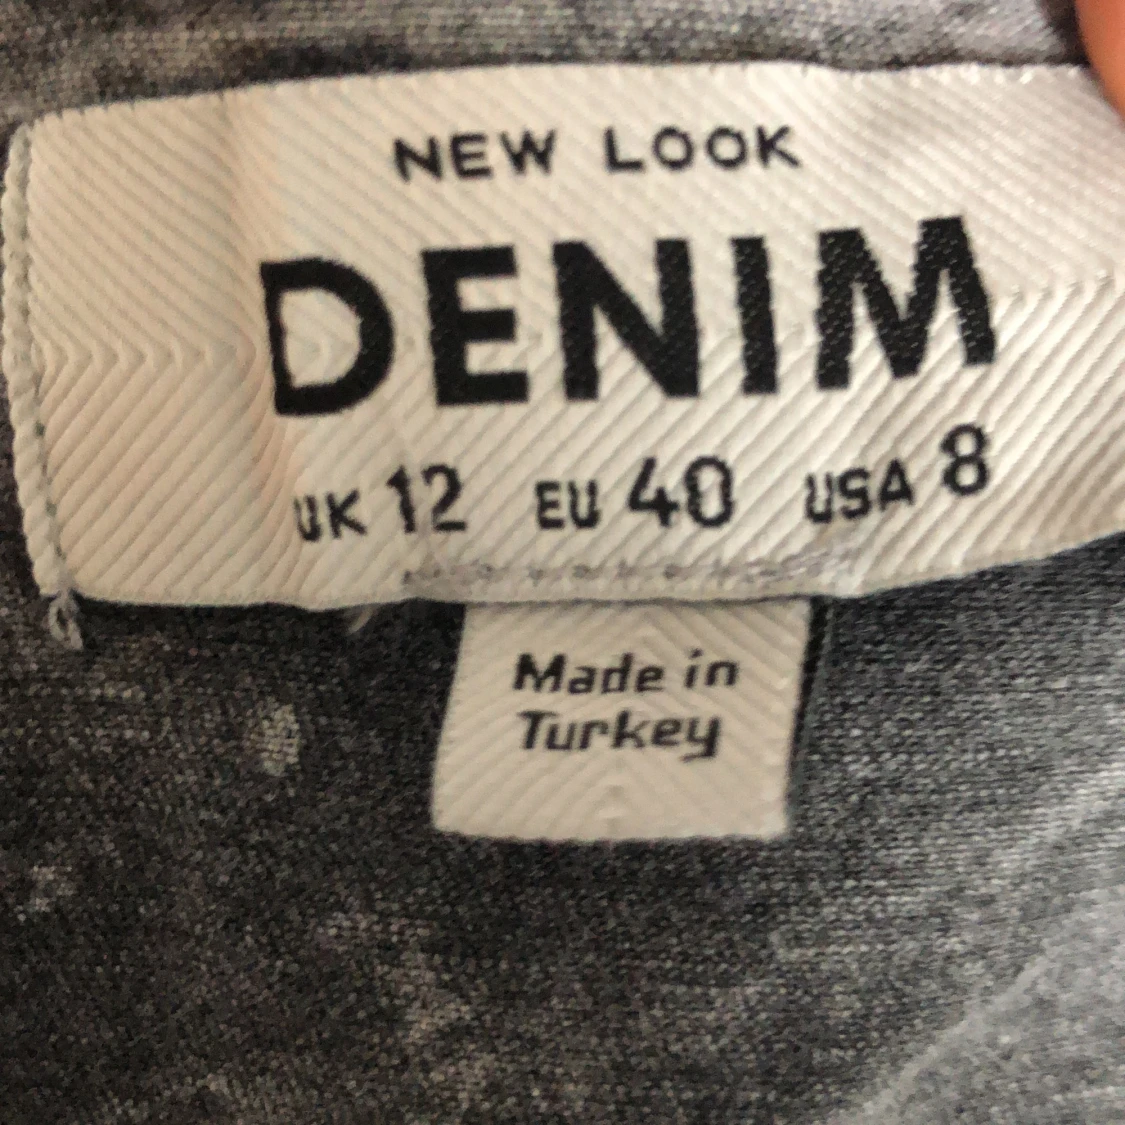 NEW LOOK
DENIM
UK 12 EU 40 USA 8
Made in
Turkey